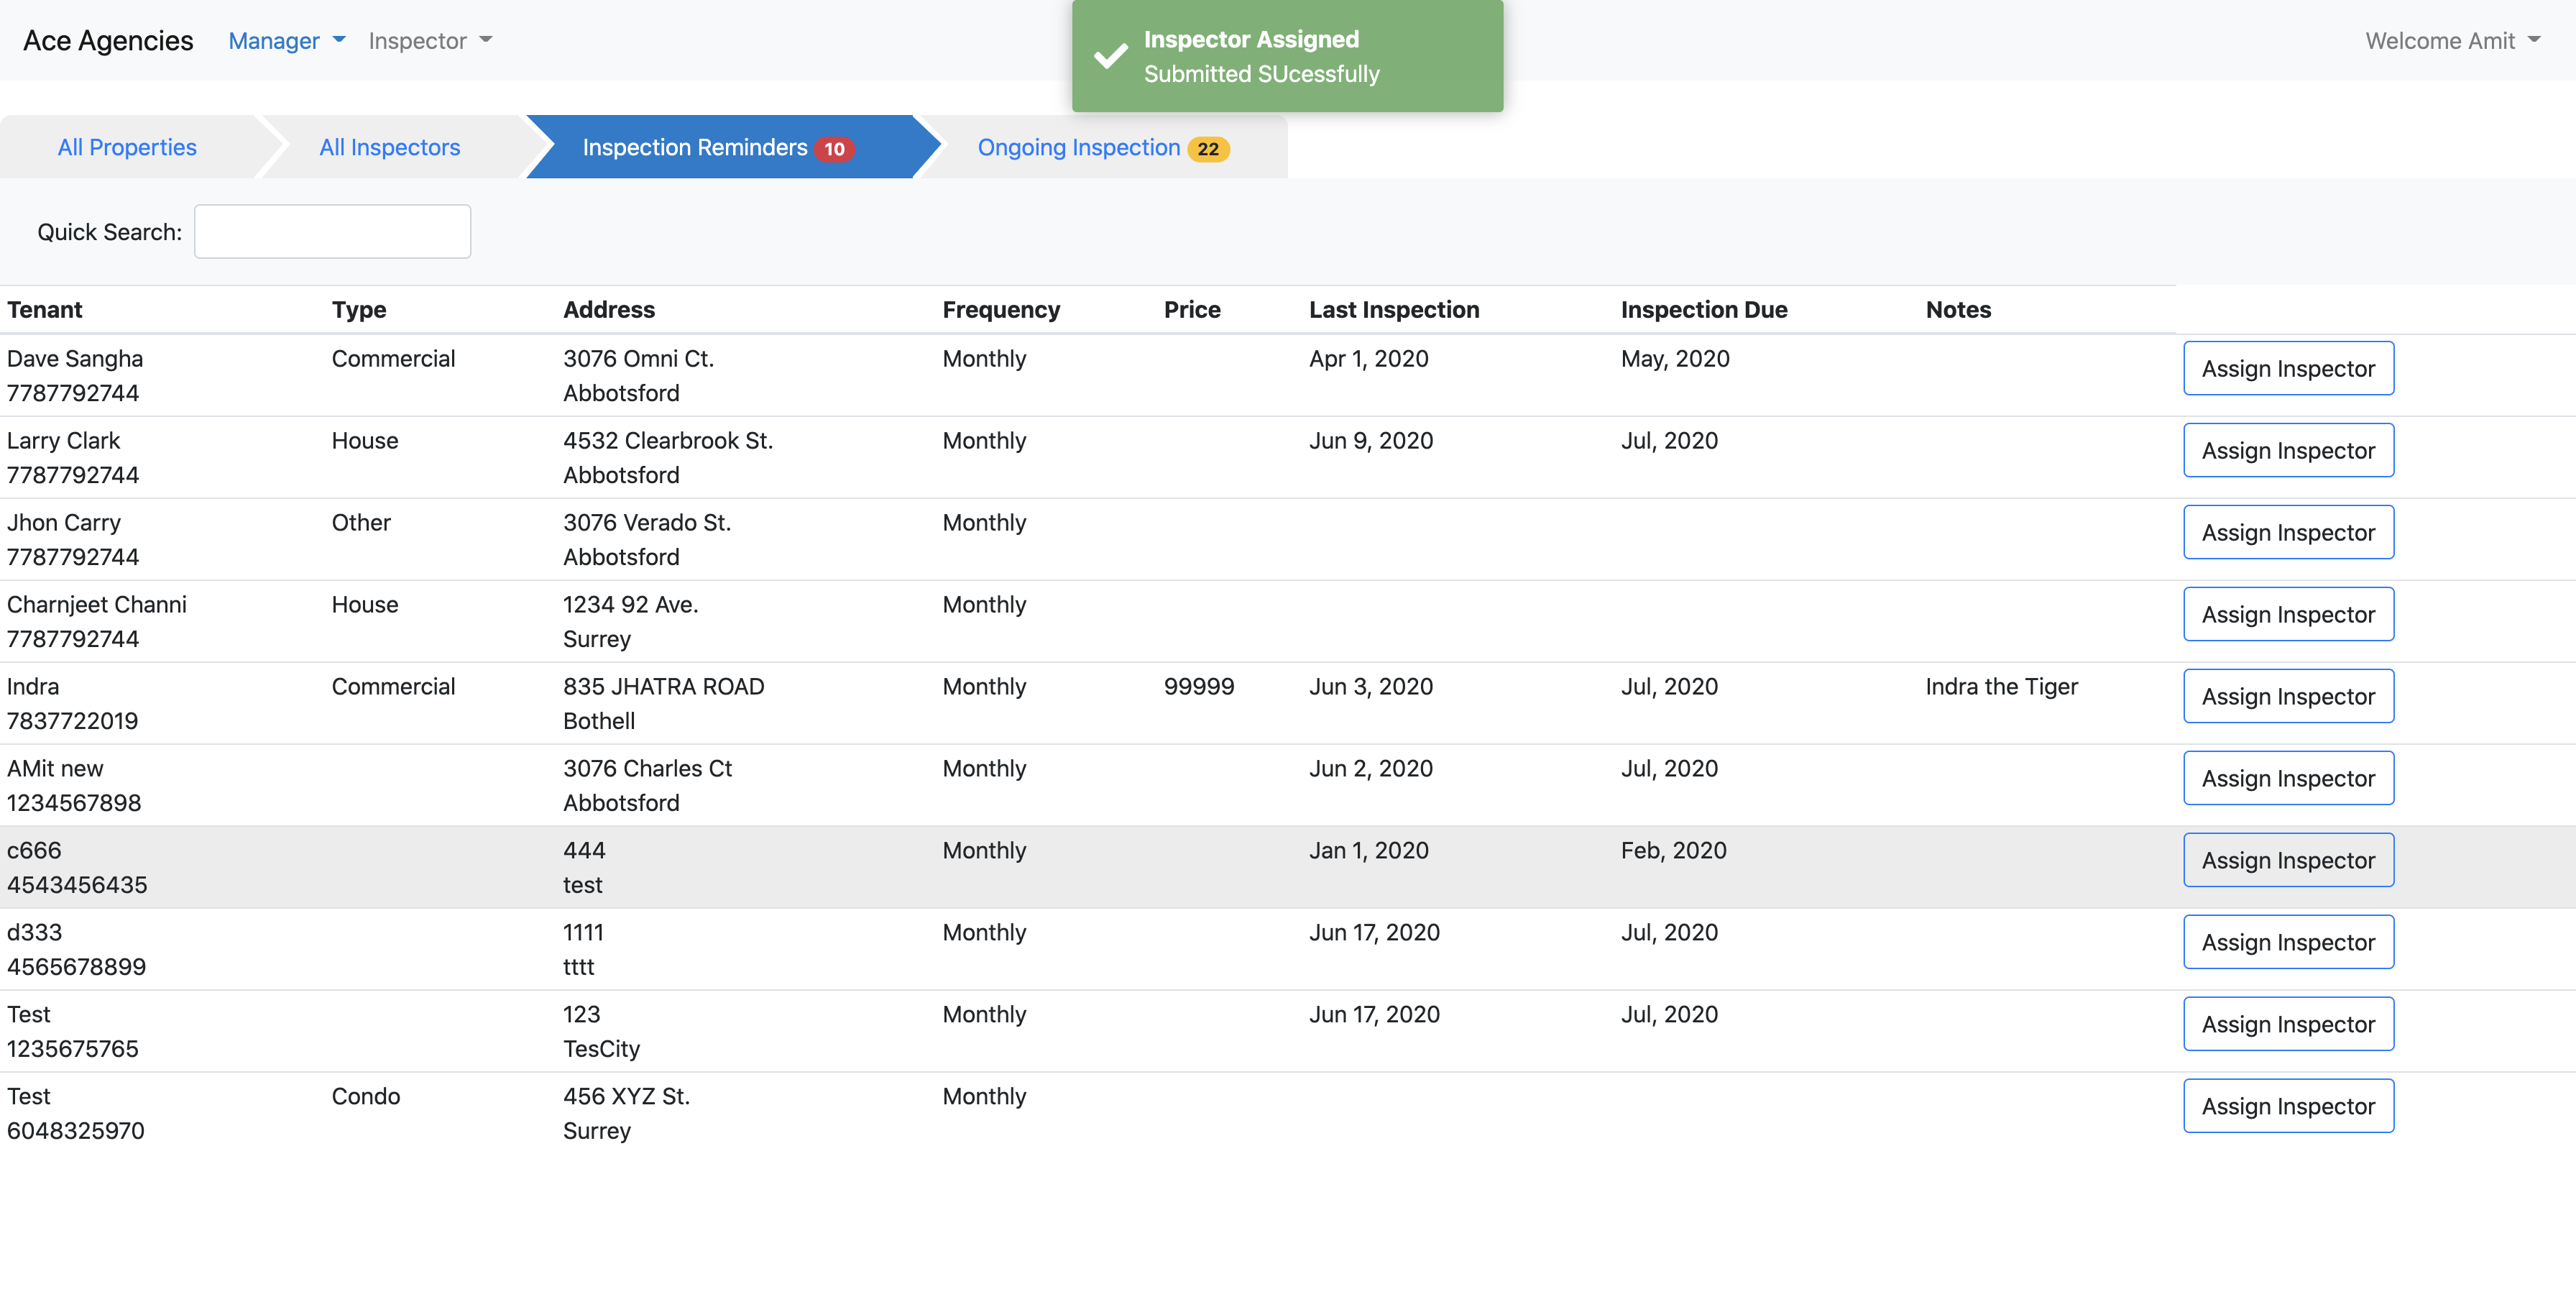 Ace Agencies Manager Inspector Welcome Amit
Inspector Assigned
Submitted SUcessfully
All Properties All Inspectors Inspection Reminders 10 Ongoing Inspection 22
Quick Search:
Tenant Type Address Frequency Price Last Inspection Inspection Due Notes
Dave Sangha Commercial 3076 Omni Ct. Monthly Apr 1, 2020 May, 2020 Assign Inspector
7787792744 Abbotsford
Larry Clark House 4532 Clearbrook St. Monthly Jun 9, 2020 Jul, 2020 Assign Inspector
7787792744 Abbotsford
Jhon Carry Other 3076 Verado St. Monthly Assign Inspector
7787792744 Abbotsford
Charnjeet Channi House 1234 92 Ave. Monthly Assign Inspector
7787792744 Surrey
Indra Commercial 835 JHATRA ROAD Monthly 99999 Jun 3, 2020 Jul, 2020 Indra the Tiger Assign Inspector
7837722019 Bothell
AMit new 3076 Charles Ct Monthly Jun 2, 2020 Jul, 2020 Assign Inspector
1234567898 Abbotsford
c666 444 Monthly Jan 1, 2020 Feb, 2020 Assign Inspector
4543456435 test
d333 1111 Monthly Jun 17, 2020 Jul, 2020 Assign Inspector
4565678899 tttt
Test 123 Monthly Jun 17, 2020 Jul, 2020 Assign Inspector
1235675765 TesCity
Test Condo 456 XYZ St. Monthly Assign Inspector
6048325970 Surrey